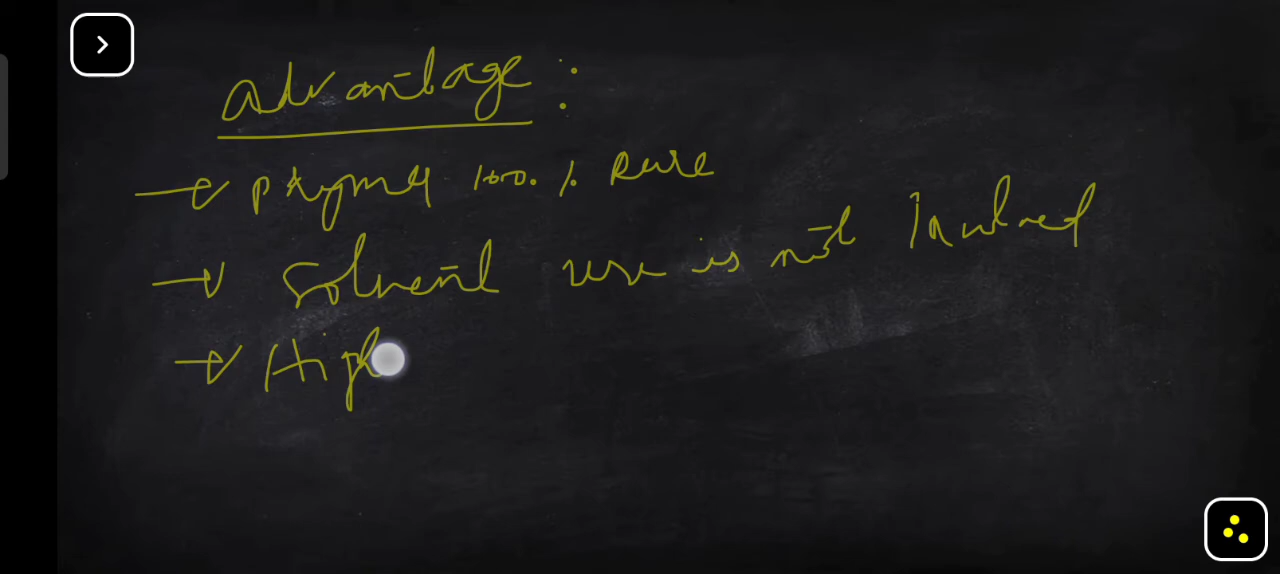 advantage :
→ polymer 100% Pure
→ Solvent use is not Involved
→ High